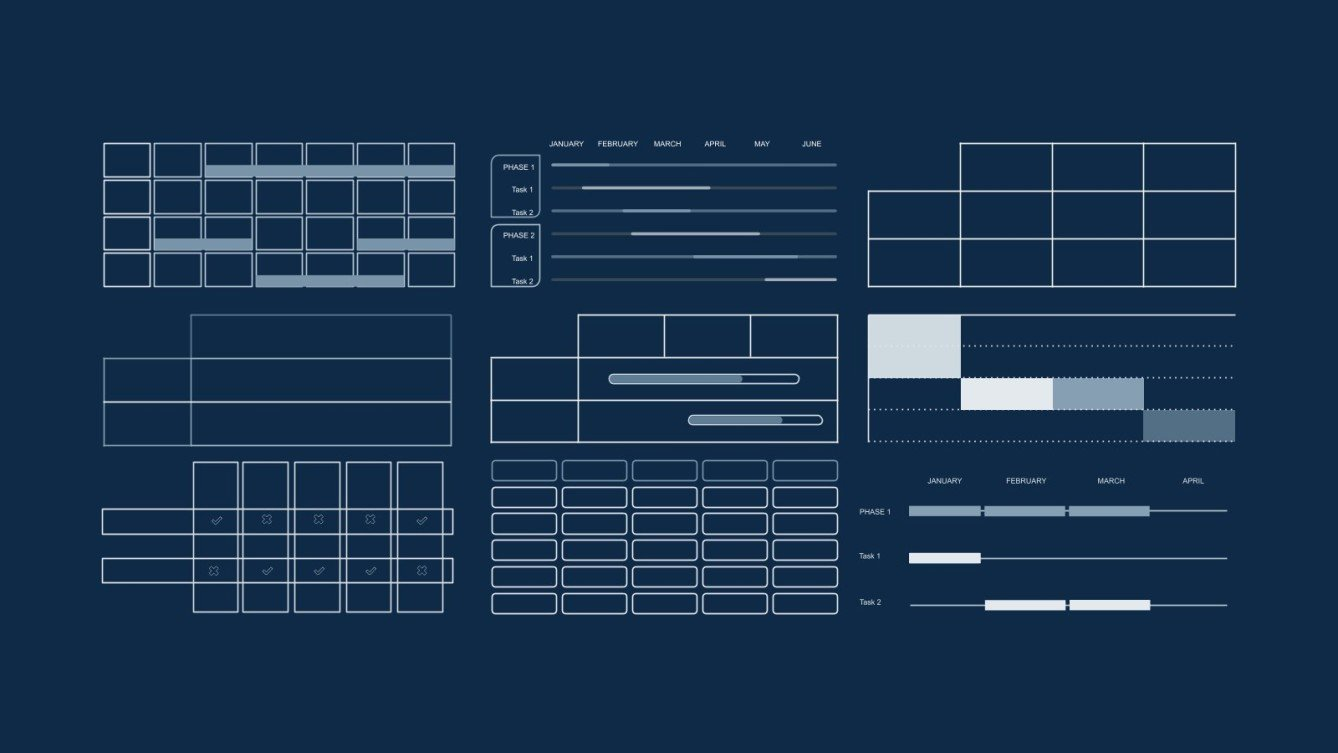 JANUARY FEBRUARY MARCH APRIL MAY JUNE
PHASE 1
Task 1
Task 2
PHASE 2
Task 1
Task 2
JANUARY FEBRUARY MARCH APRIL
PHASE 1
Task 1
Task 2